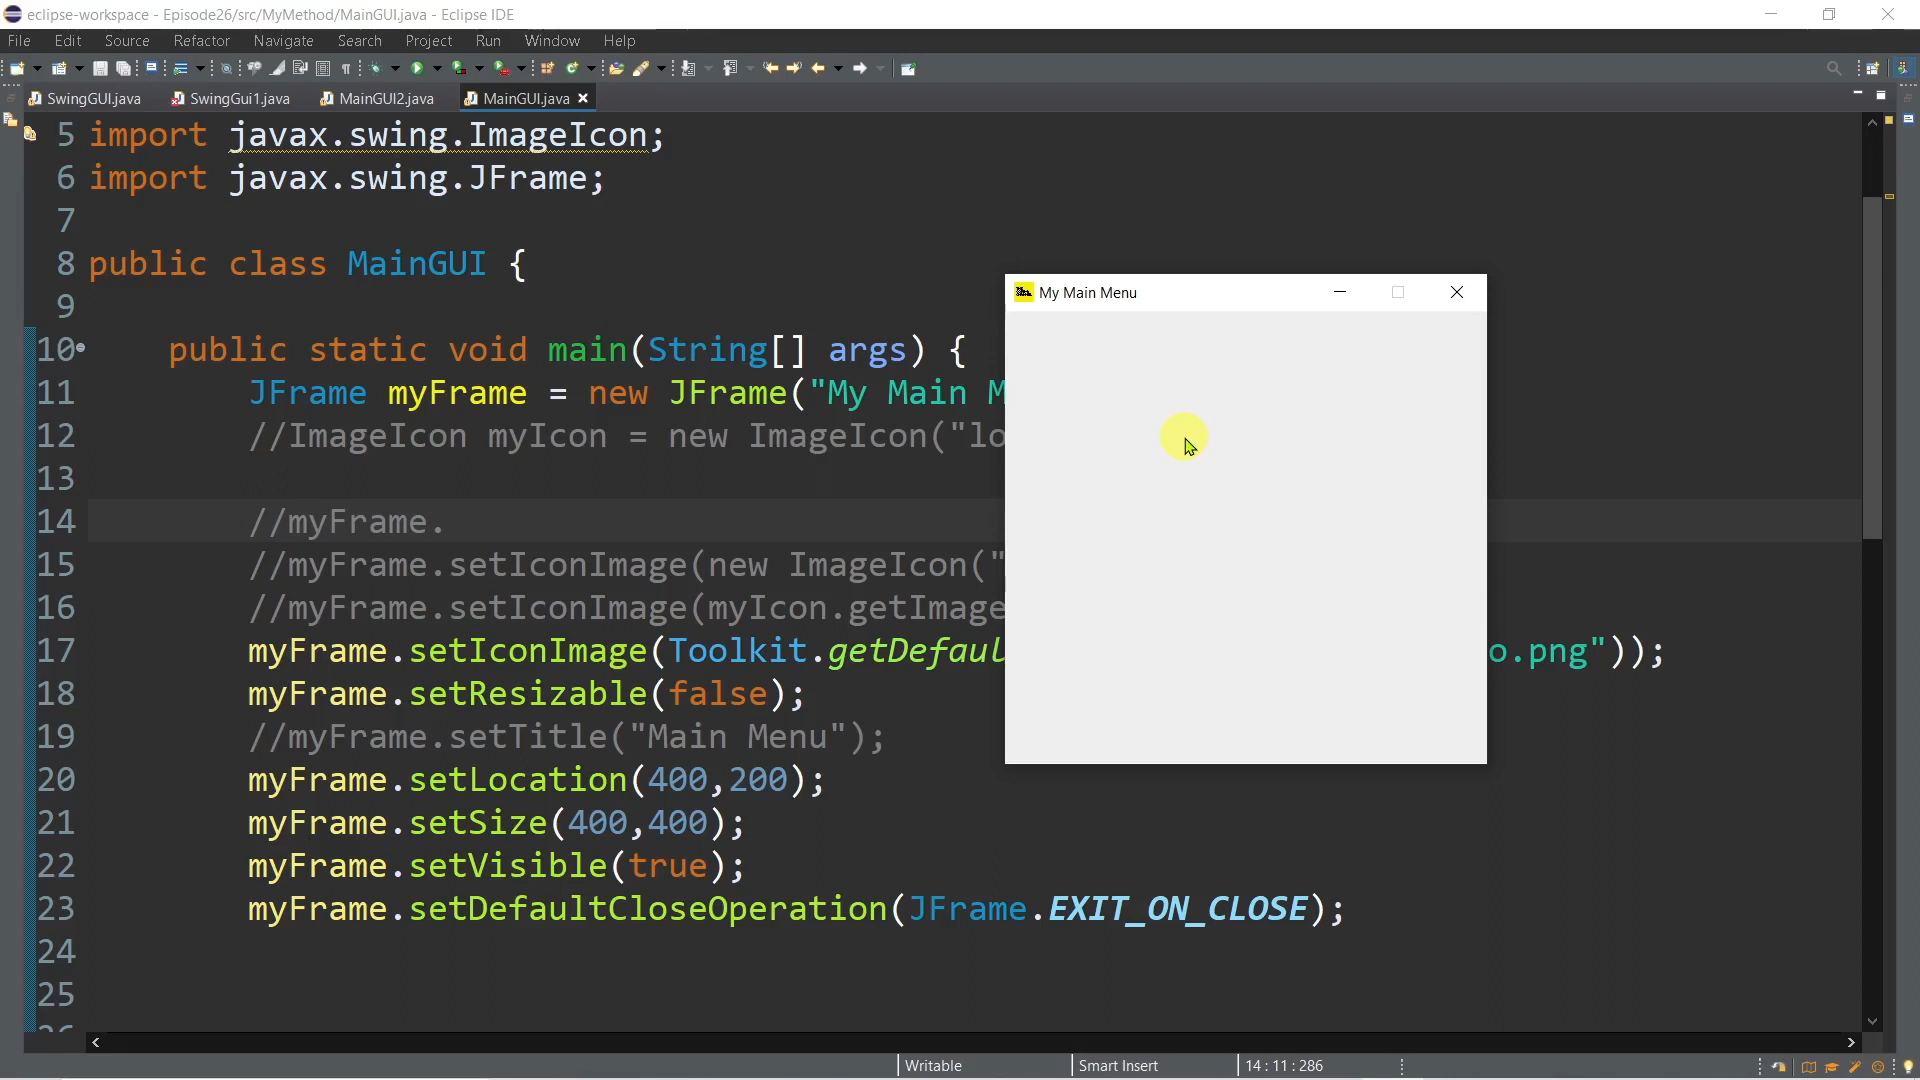 eclipse-workspace - Episode26/src/MyMethod/MainGUI.java - Eclipse IDE
File Edit Source Refactor Navigate Search Project Run Window Help
SwingGUI.java SwingGui1.java MainGUI2.java MainGUI.java
5 import javax.swing.ImageIcon;
6 import javax.swing.JFrame;
7
8 public class MainGUI {
9
My Main Menu
10 public static void main(String[] args) {
11 JFrame myFrame = new JFrame("My Main
12 //ImageIcon myIcon = new ImageIcon("lo
13
14 //myFrame.
15 //myFrame.setIconImage(new ImageIcon("
16 //myFrame.setIconImage(myIcon.getImage
17 myFrame.setIconImage(Toolkit.getDefaul o.png"));
18 myFrame.setResizable(false);
19 //myFrame.setTitle("Main Menu");
20 myFrame.setLocation(400,200);
21 myFrame.setSize(400,400);
22 myFrame.setVisible(true);
23 myFrame.setDefaultCloseOperation(JFrame.EXIT_ON_CLOSE);
24
25
Writable Smart Insert 14 : 11 : 286